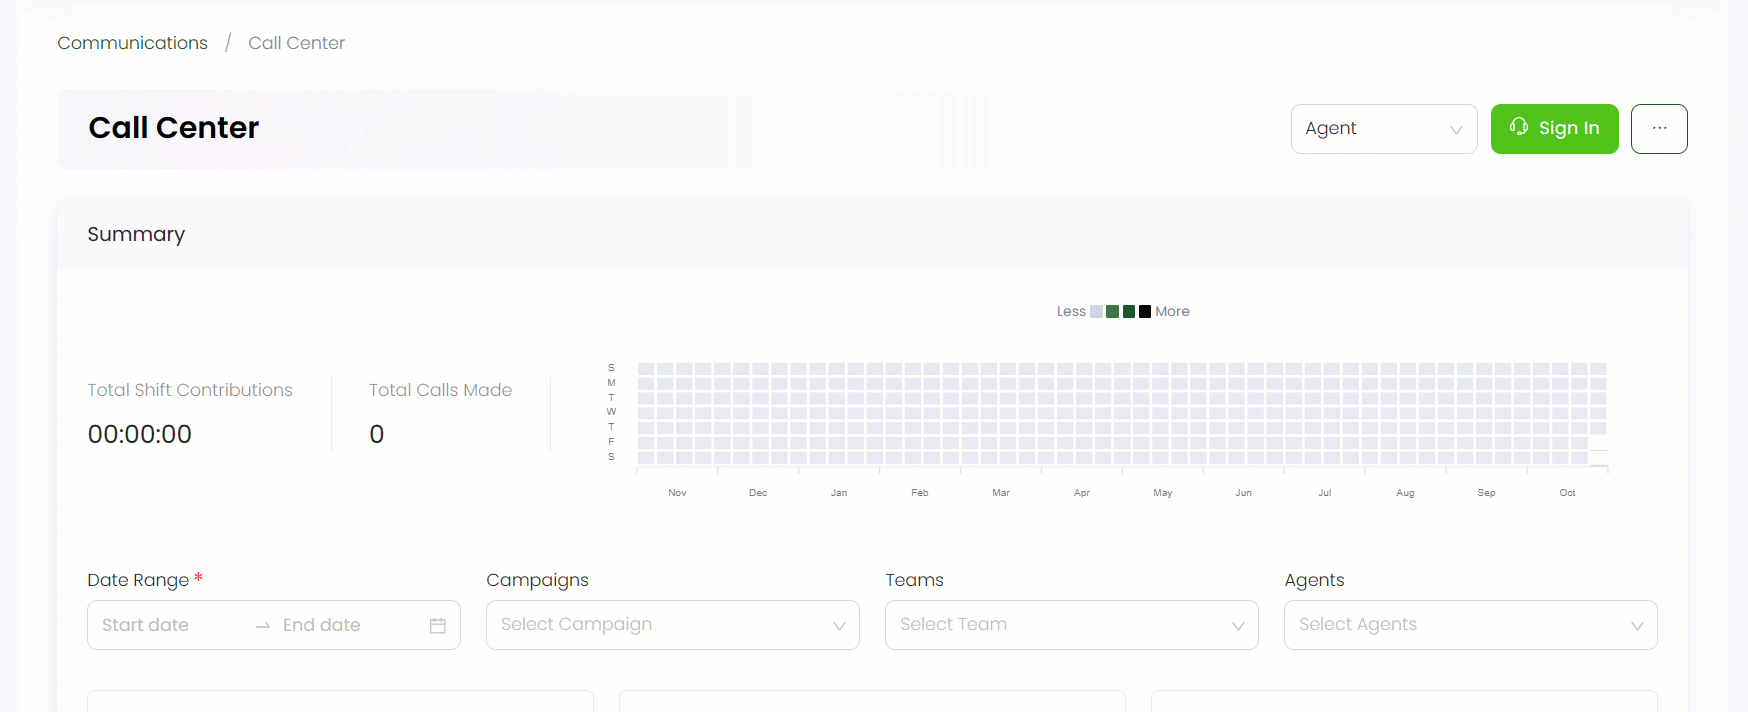 Communications / Call Center
Call Center
Agent
Sign In
...
Summary
Less More
Total Shift Contributions
00:00:00
Total Calls Made
0
S
M
T
W
T
F
S
Nov Dec Jan Feb Mar Apr May Jun Jul Aug Sep Oct
Date Range *
Start date → End date
Campaigns
Select Campaign
Teams
Select Team
Agents
Select Agents